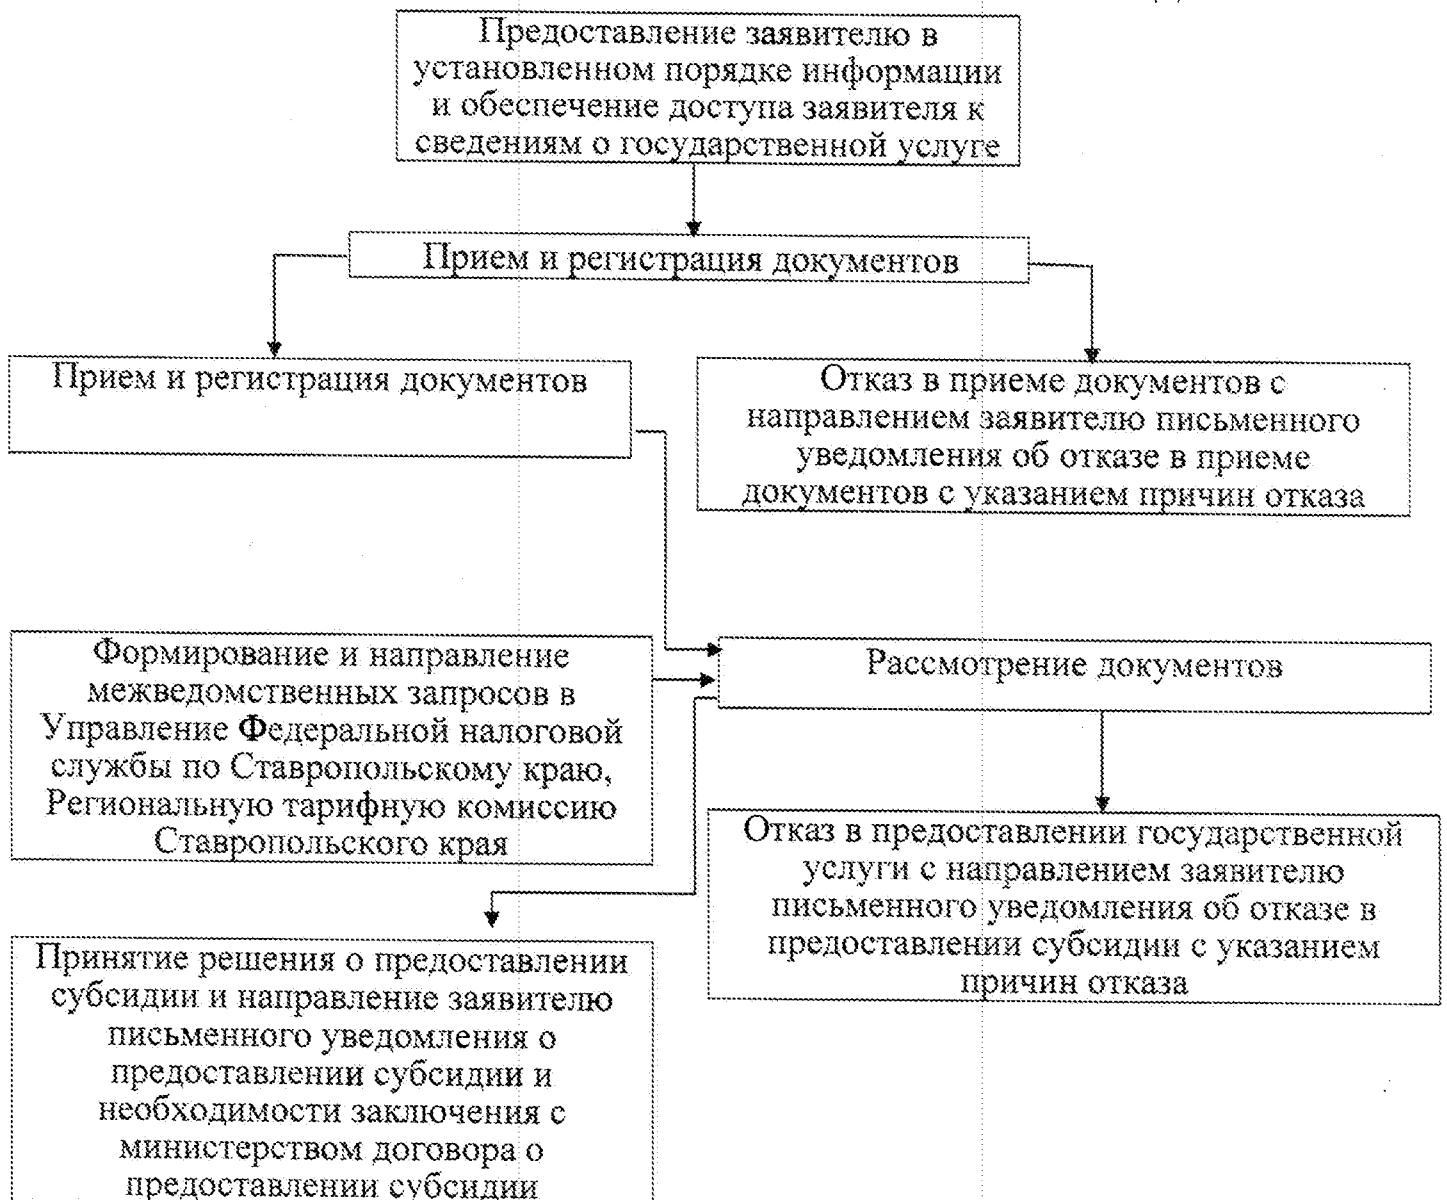 Предоставление заявителю в
установленном порядке информации
и обеспечение доступа заявителя к
сведениям о государственной услуге
Прием и регистрация документов
Прием и регистрация документов
Отказ в приеме документов с
направлением заявителю письменного
уведомления об отказе в приеме
документов с указанием причин отказа
Формирование и направление
межведомственных запросов в
Управление Федеральной налоговой
службы по Ставропольскому краю,
Региональную тарифную комиссию
Ставропольского края
Рассмотрение документов
Отказ в предоставлении государственной
услуги с направлением заявителю
письменного уведомления об отказе в
предоставлении субсидии с указанием
причин отказа
Принятие решения о предоставлении
субсидии и направление заявителю
письменного уведомления о
предоставлении субсидии и
необходимости заключения с
министерством договора о
предоставлении субсидии